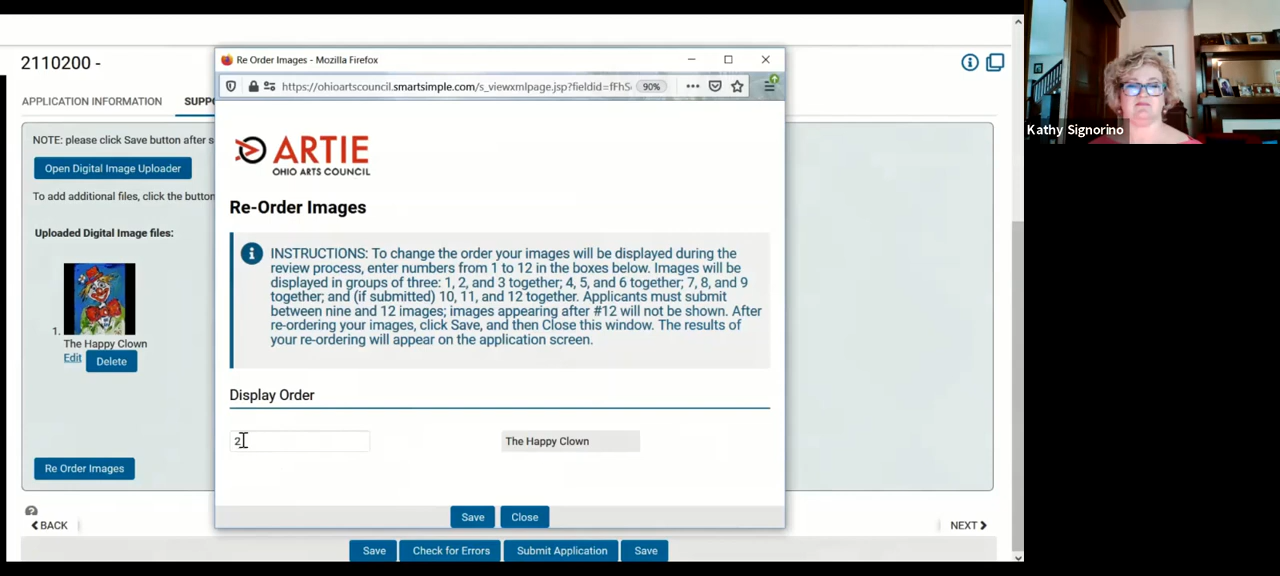 2110200 -
APPLICATION INFORMATION
SUPP
NOTE: please click Save button after s
Open Digital Image Uploader
To add additional files, click the button
Uploaded Digital Image files:
1.
The Happy Clown
Edit
Delete
Re Order Images
BACK
NEXT
Save
Check for Errors
Submit Application
Save
Re Order Images - Mozilla Firefox
https://ohioartscouncil.smartsimple.com/s_viewxmlpage.jsp?fieldid=fFhS
90%
ARTIE
OHIO ARTS COUNCIL
Re-Order Images
INSTRUCTIONS: To change the order your images will be displayed during the
review process, enter numbers from 1 to 12 in the boxes below. Images will be
displayed in groups of three: 1, 2, and 3 together; 4, 5, and 6 together; 7, 8, and 9
together; and (if submitted) 10, 11, and 12 together. Applicants must submit
between nine and 12 images; images appearing after #12 will not be shown. After
re-ordering your images, click Save, and then Close this window. The results of
your re-ordering will appear on the application screen.
Display Order
2
The Happy Clown
Save
Close
Kathy Signorino